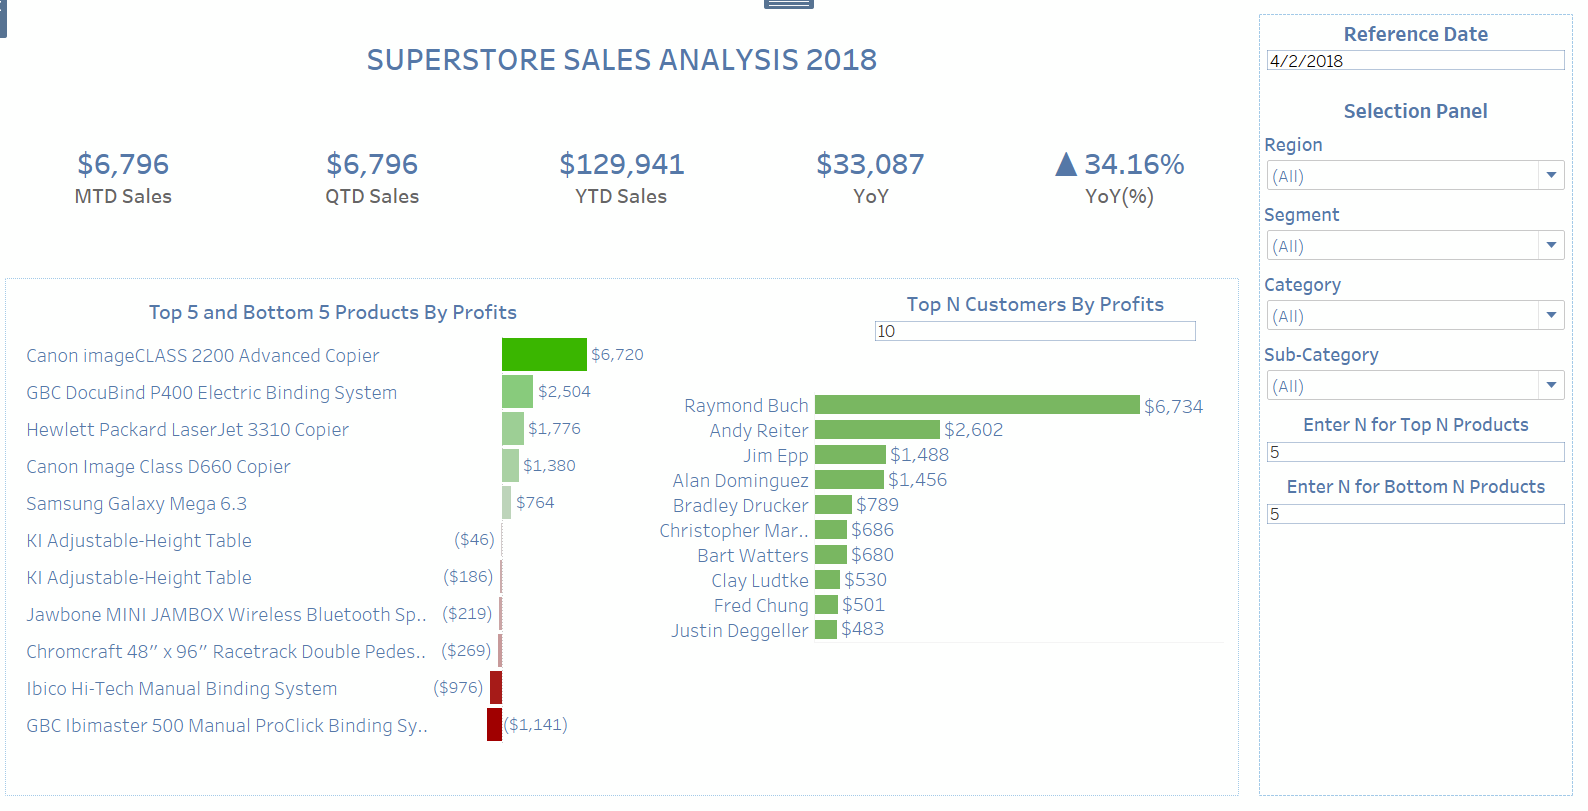 SUPERSTORE SALES ANALYSIS 2018
$6,796
MTD Sales
$6,796
QTD Sales
$129,941
YTD Sales
$33,087
YoY
▲ 34.16%
YoY(%)
Top 5 and Bottom 5 Products By Profits
Canon imageCLASS 2200 Advanced Copier $6,720
GBC DocuBind P400 Electric Binding System $2,504
Hewlett Packard LaserJet 3310 Copier $1,776
Canon Image Class D660 Copier $1,380
Samsung Galaxy Mega 6.3 $764
KI Adjustable-Height Table ($46)
KI Adjustable-Height Table ($186)
Jawbone MINI JAMBOX Wireless Bluetooth Sp.. ($219)
Chromcraft 48” x 96” Racetrack Double Pedes.. ($269)
Ibico Hi-Tech Manual Binding System ($976)
GBC Ibimaster 500 Manual ProClick Binding Sy.. ($1,141)
Top N Customers By Profits
10
Raymond Buch $6,734
Andy Reiter $2,602
Jim Epp $1,488
Alan Dominguez $1,456
Bradley Drucker $789
Christopher Mar.. $686
Bart Watters $680
Clay Ludtke $530
Fred Chung $501
Justin Deggeller $483
Reference Date
4/2/2018
Selection Panel
Region
(All)
Segment
(All)
Category
(All)
Sub-Category
(All)
Enter N for Top N Products
5
Enter N for Bottom N Products
5